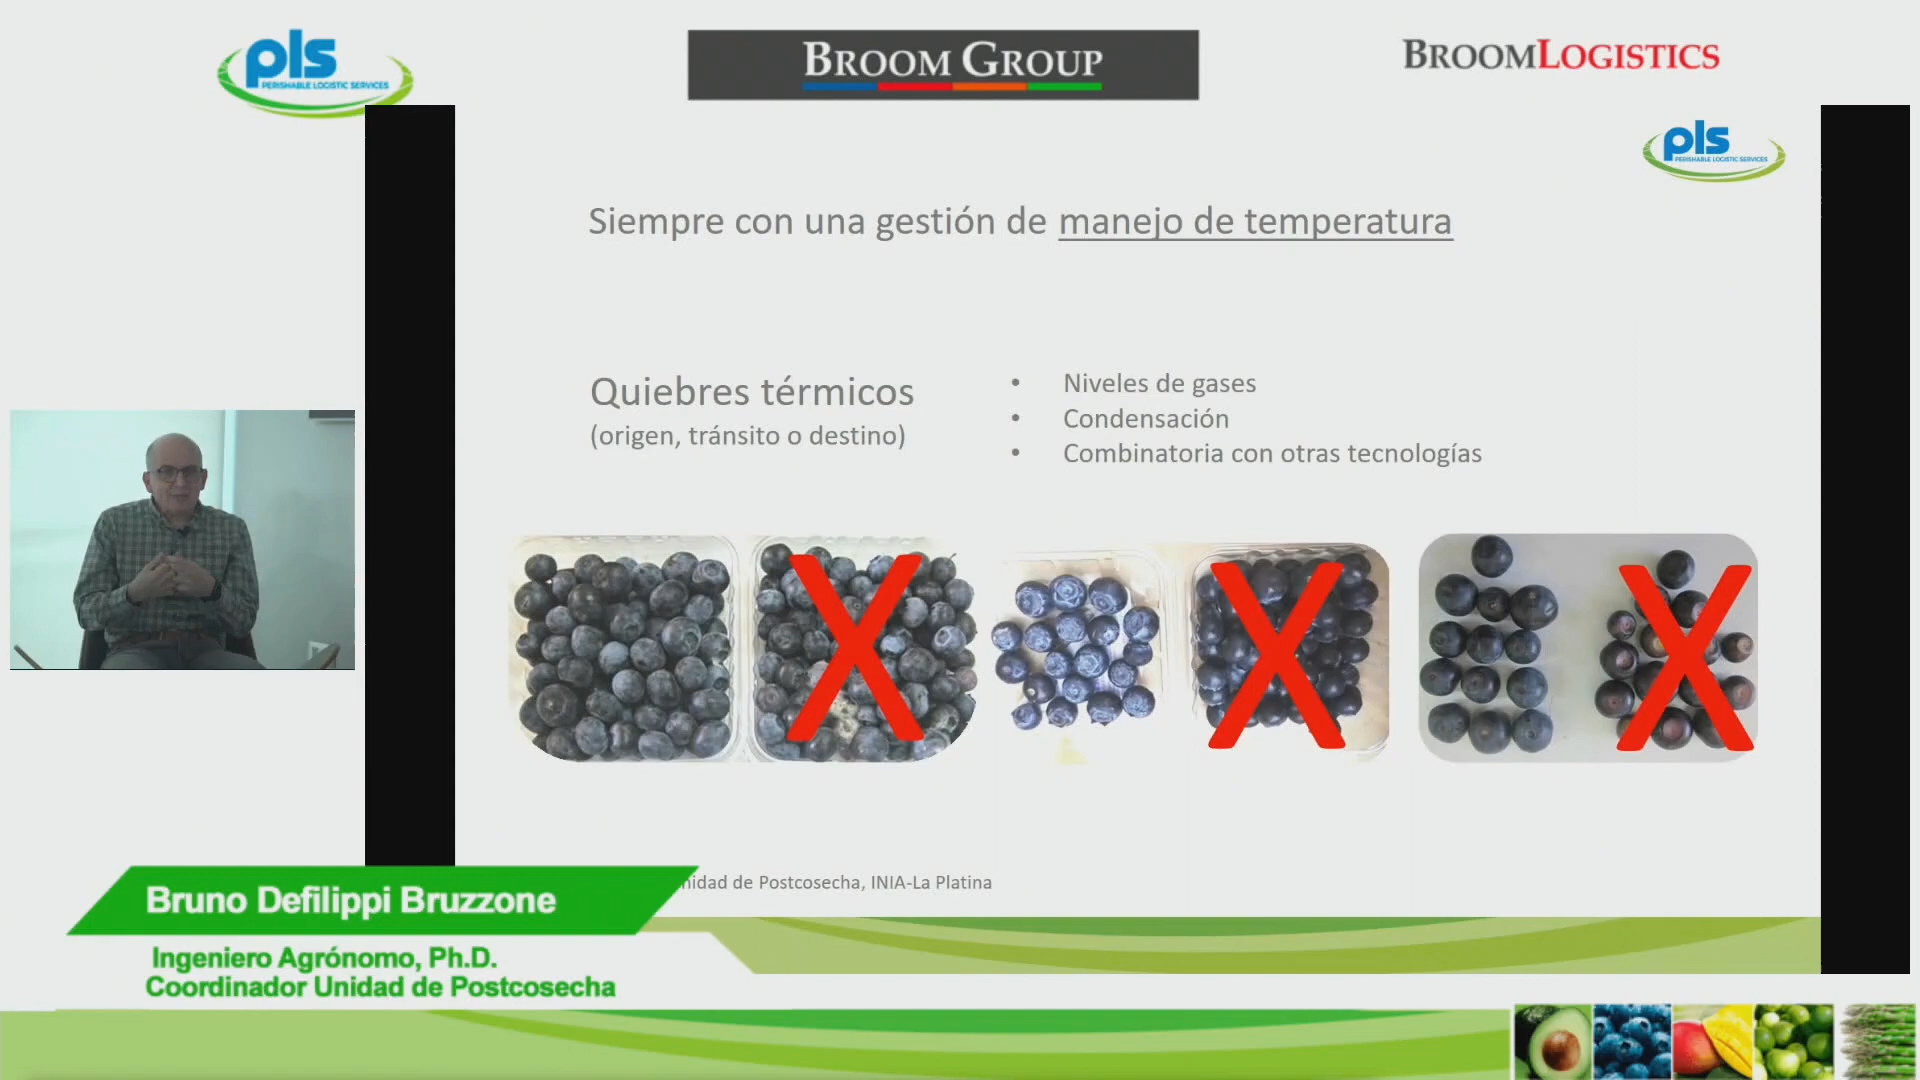 pls
PERISHABLE LOGISTIC SERVICES
BROOM GROUP
BROOMLOGISTICS
pls
PERISHABLE LOGISTIC SERVICES
Siempre con una gestión de manejo de temperatura
Quiebres térmicos
(origen, tránsito o destino)
• Niveles de gases
• Condensación
• Combinatoria con otras tecnologías
X X X
de Postcosecha, INIA-La Platina
Bruno Defilippi Bruzzone
Ingeniero Agrónomo, Ph.D.
Coordinador Unidad de Postcosecha